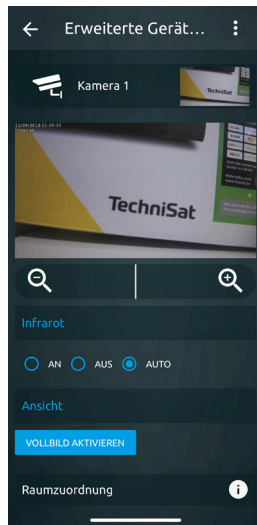 Erweiterte Gerät...
Kamera 1
TechniSat
TechniSat
Infrarot
AN AUS AUTO
Ansicht
VOLLBILD AKTIVIEREN
Raumzuordnung